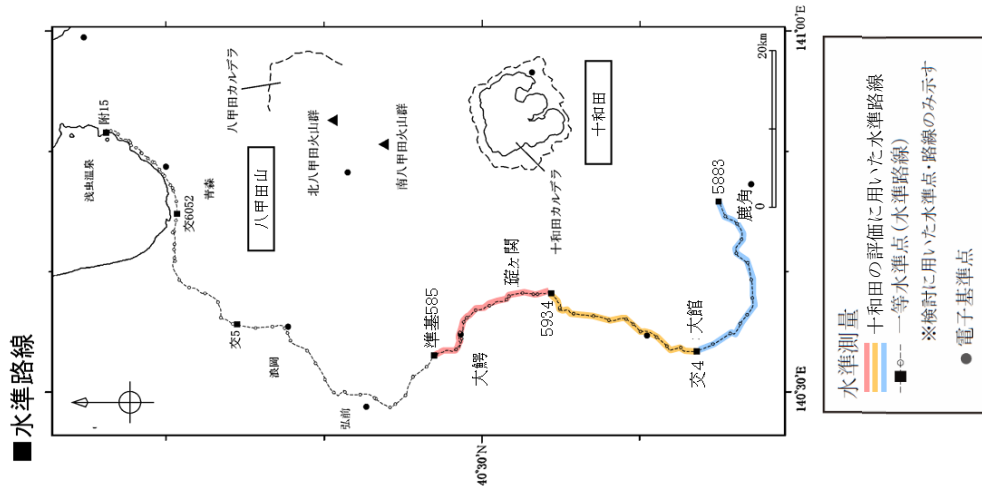 ■水準路線
浅虫温泉
附15
青森
交6052
八甲田カルデラ
八甲田山
北八甲田火山群
南八甲田火山群
交5
浪岡
弘前
準基585
大鰐
碇ヶ関
5934
十和田カルデラ
十和田
大館
交4
5883
鹿角
0
20km
40°30'N
140°30'E
141°00'E
水準測量
十和田の評価に用いた水準路線
一等水準点(水準路線)
※検討に用いた水準点・路線のみ示す
電子基準点